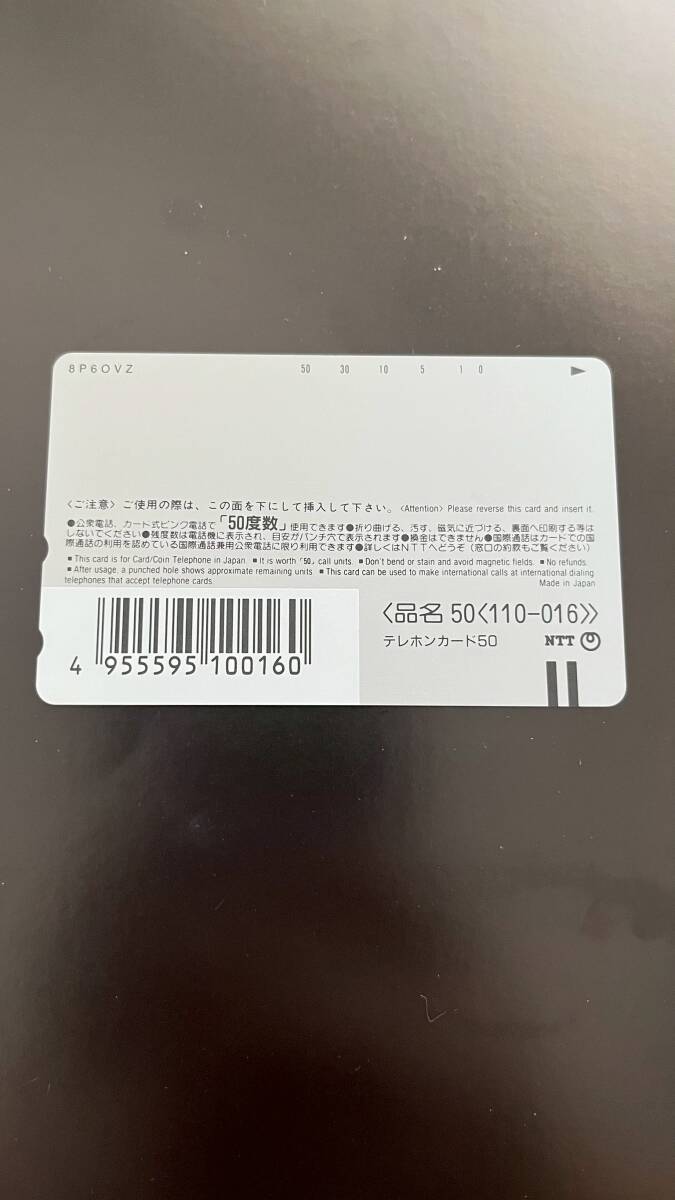 8P6OVZ 50 30 10 5 1 0
〈ご注意〉ご使用の際は、この面を下にして挿入して下さい。〈Attention〉Please reverse this card and insert it.
●公衆電話、カード式ピンク電話で「50度数」使用できます●折り曲げる、汚す、磁気に近づける、裏面へ印刷する等は
しないでください●残度数は電話機に表示され、目安がパンチ穴で表示されます●換金はできません●国際通話はカードでの国
際通話の利用を認めている国際通話兼用公衆電話に限り利用できます●詳しくはNTTへどうぞ（窓口の約款もご覧ください）
■This card is for Card/Coin Telephone in Japan. ■It is worth「50」call units. ■Don't bend or stain and avoid magnetic fields. ■No refunds.
■After usage, a punched hole shows approximate remaining units. ■This card can be used to make international calls at international dialing
telephones that accept telephone cards.
Made in Japan
〈品名 50〈110-016〉〉
テレホンカード50 NTT
4 955595 100160